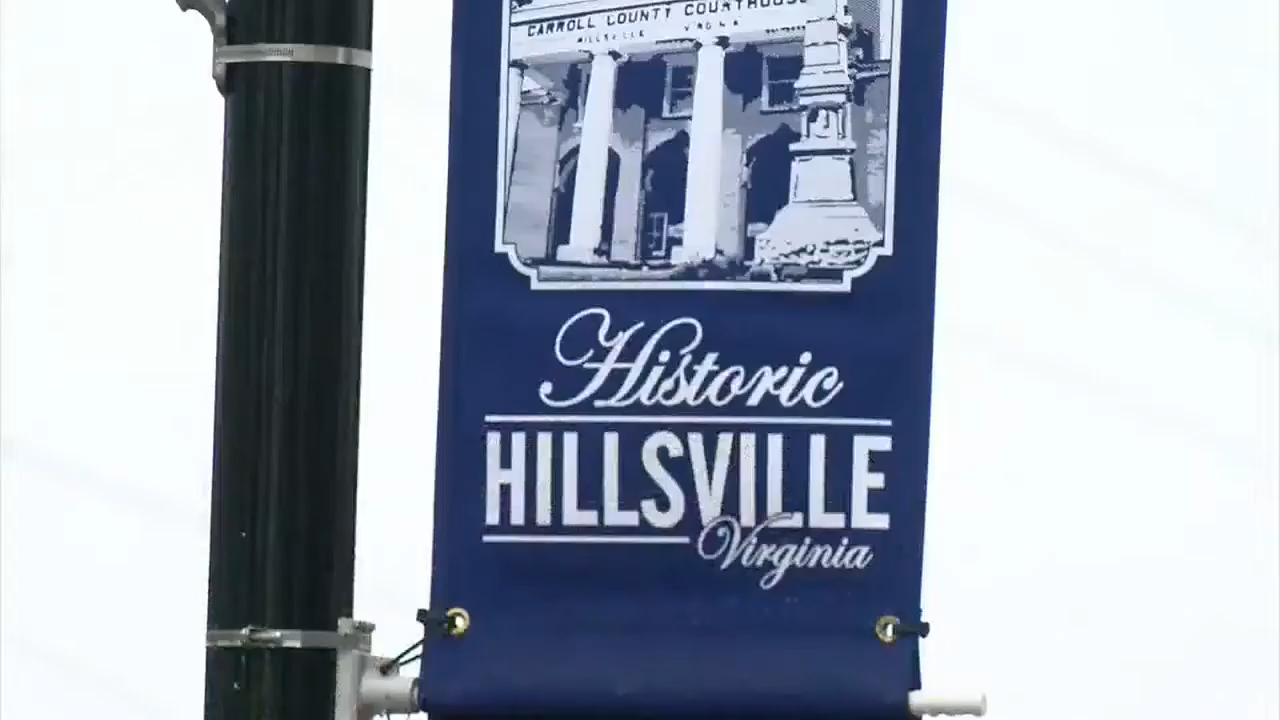 CARROLL COUNTY COURTHOUSE
HILLSVILLE VIRGINIA
Historic
HILLSVILLE
Virginia